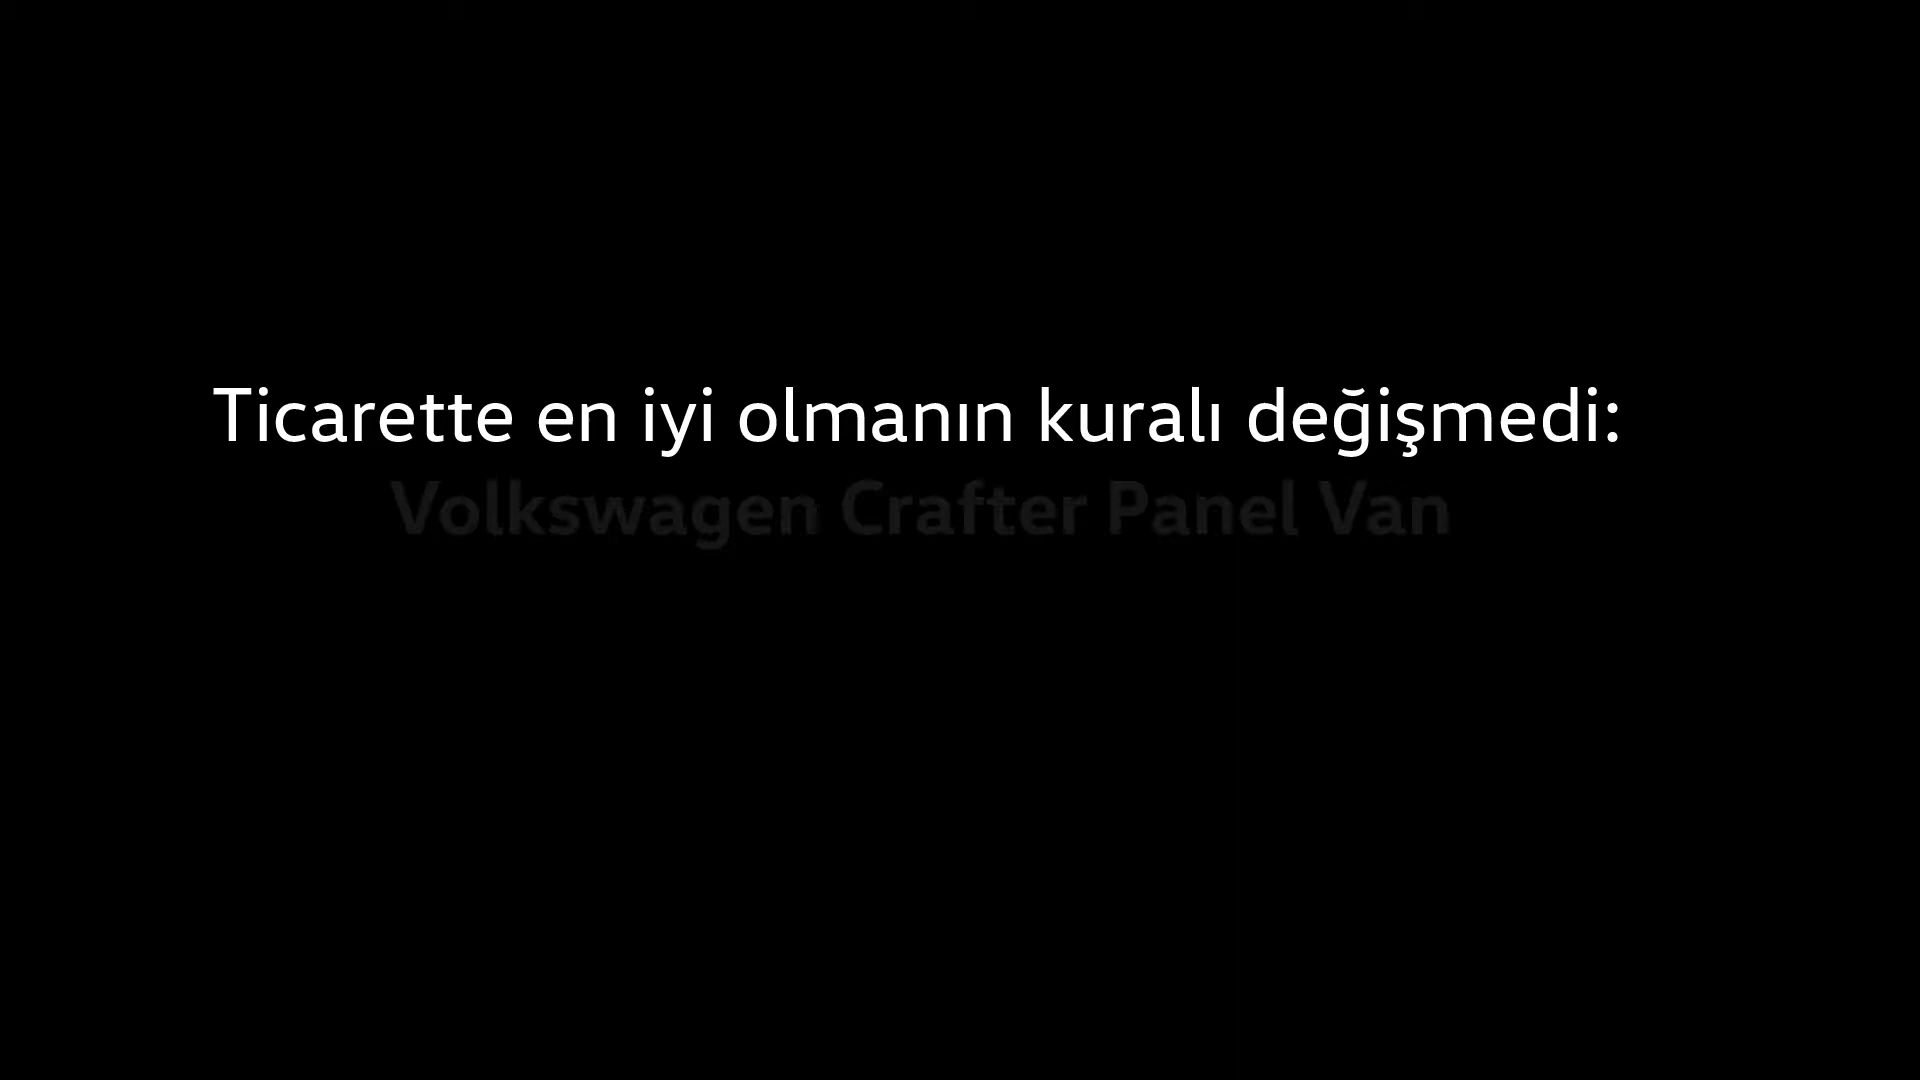 Ticarette en iyi olmanın kuralı değişmedi:
Volkswagen Crafter Panel Van